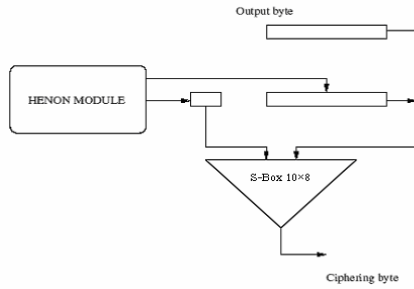 Output byte
HENON MODULE
S-Box 10×8
Ciphering byte